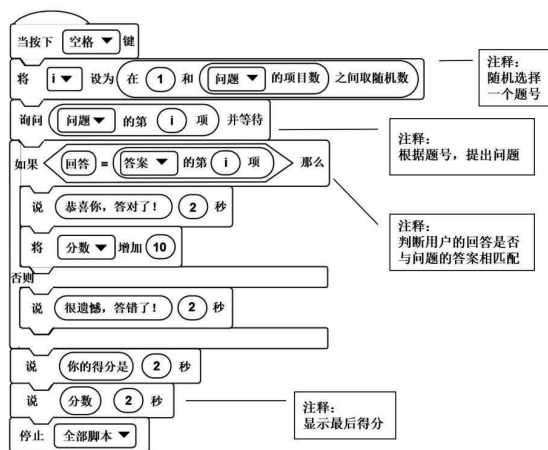 当按下 空格 键
将 i 设为 在 1 和 问题 的项目数 之间取随机数
注释：
随机选择
一个题号
询问 问题 的第 i 项 并等待
注释：
根据题号，提出问题
如果 回答 = 答案 的第 i 项 那么
说 恭喜你，答对了！ 2 秒
注释：
判断用户的回答是否
与问题的答案相匹配
将 分数 增加 10
否则
说 很遗憾，答错了！ 2 秒
说 你的得分是 2 秒
说 分数 2 秒
注释：
显示最后得分
停止 全部脚本